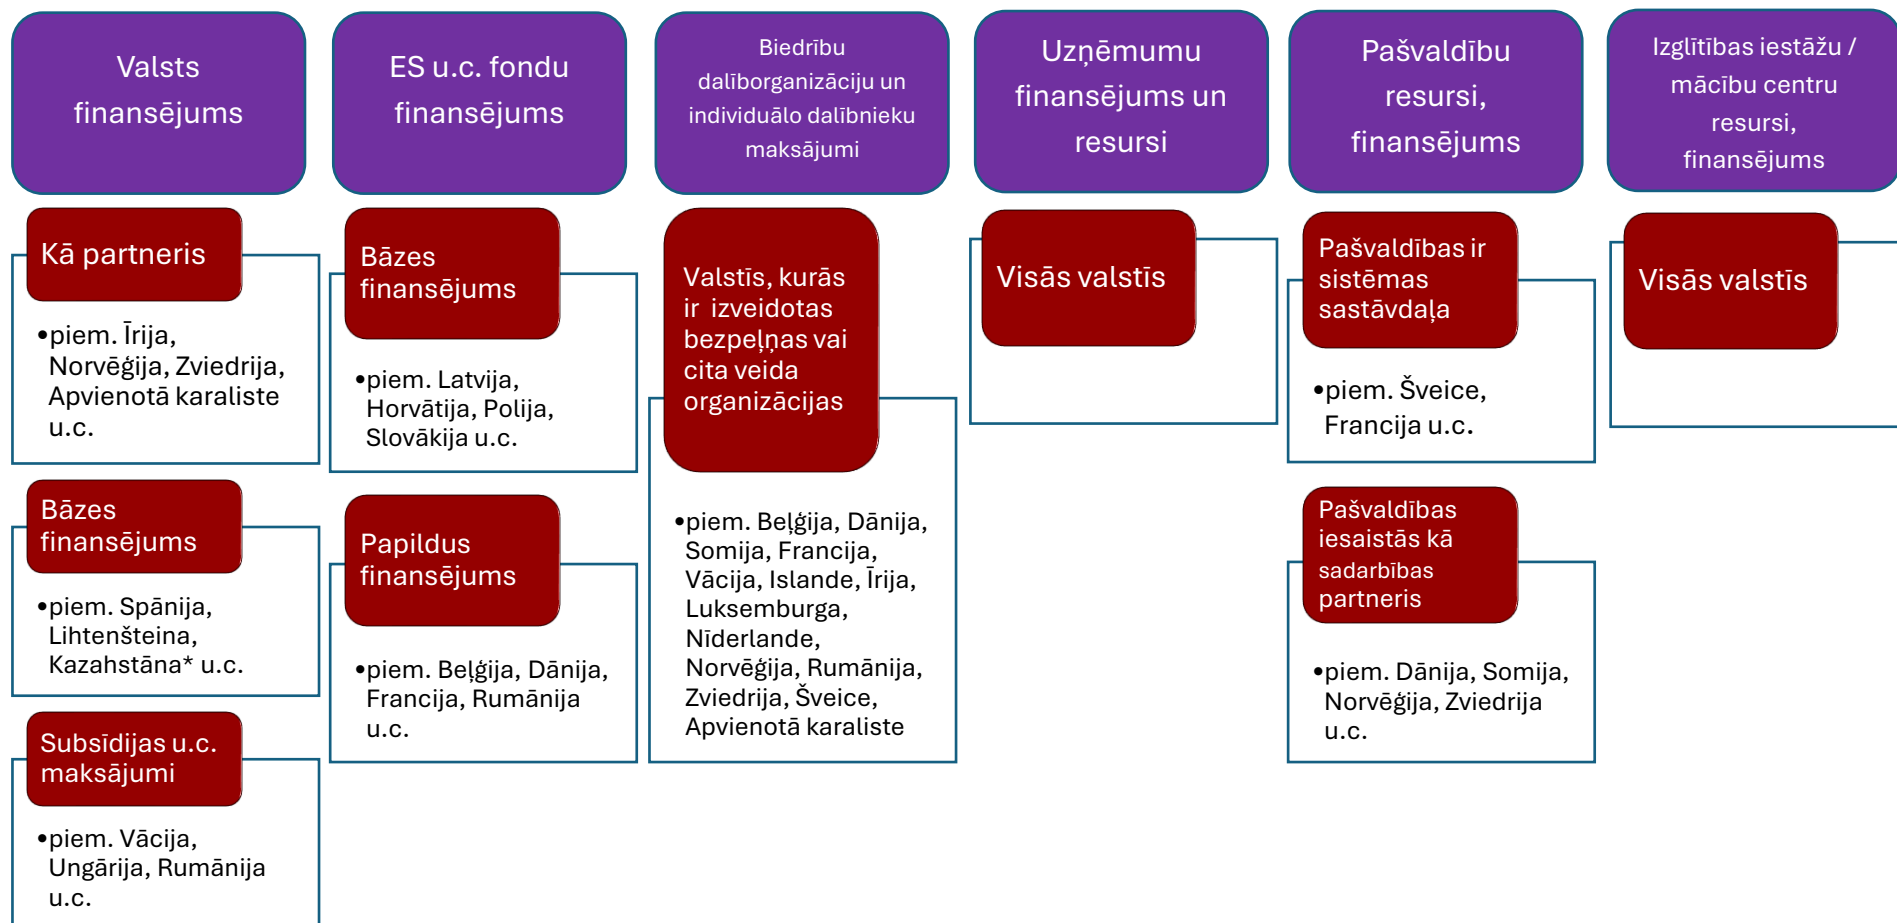 Valsts
finansējums
Kā partneris
•piem. Īrija,
Norvēģija, Zviedrija,
Apvienotā karaliste
u.c.
Bāzes
finansējums
•piem. Spānija,
Lihtenšteina,
Kazahstāna* u.c.
Subsīdijas u.c.
maksājumi
•piem. Vācija,
Ungārija, Rumānija
u.c.
ES u.c. fondu
finansējums
Bāzes
finansējums
•piem. Latvija,
Horvātija, Polija,
Slovākija u.c.
Papildus
finansējums
•piem. Beļģija, Dānija,
Francija, Rumānija
u.c.
Biedrību
dalīborganizāciju un
individuālo dalībnieku
maksājumi
Valstīs, kurās
ir izveidotas
bezpeļņas vai
cita veida
organizācijas
•piem. Beļģija, Dānija,
Somija, Francija,
Vācija, Islande, Īrija,
Luksemburga,
Nīderlande,
Norvēģija, Rumānija,
Zviedrija, Šveice,
Apvienotā karaliste
Uzņēmumu
finansējums un
resursi
Visās valstīs
Pašvaldību
resursi,
finansējums
Pašvaldības ir
sistēmas
sastāvdaļa
•piem. Šveice,
Francija u.c.
Pašvaldības
iesaistās kā
sadarbības
partneris
•piem. Dānija, Somija,
Norvēģija, Zviedrija
u.c.
Izglītības iestāžu /
mācību centru
resursi,
finansējums
Visās valstīs